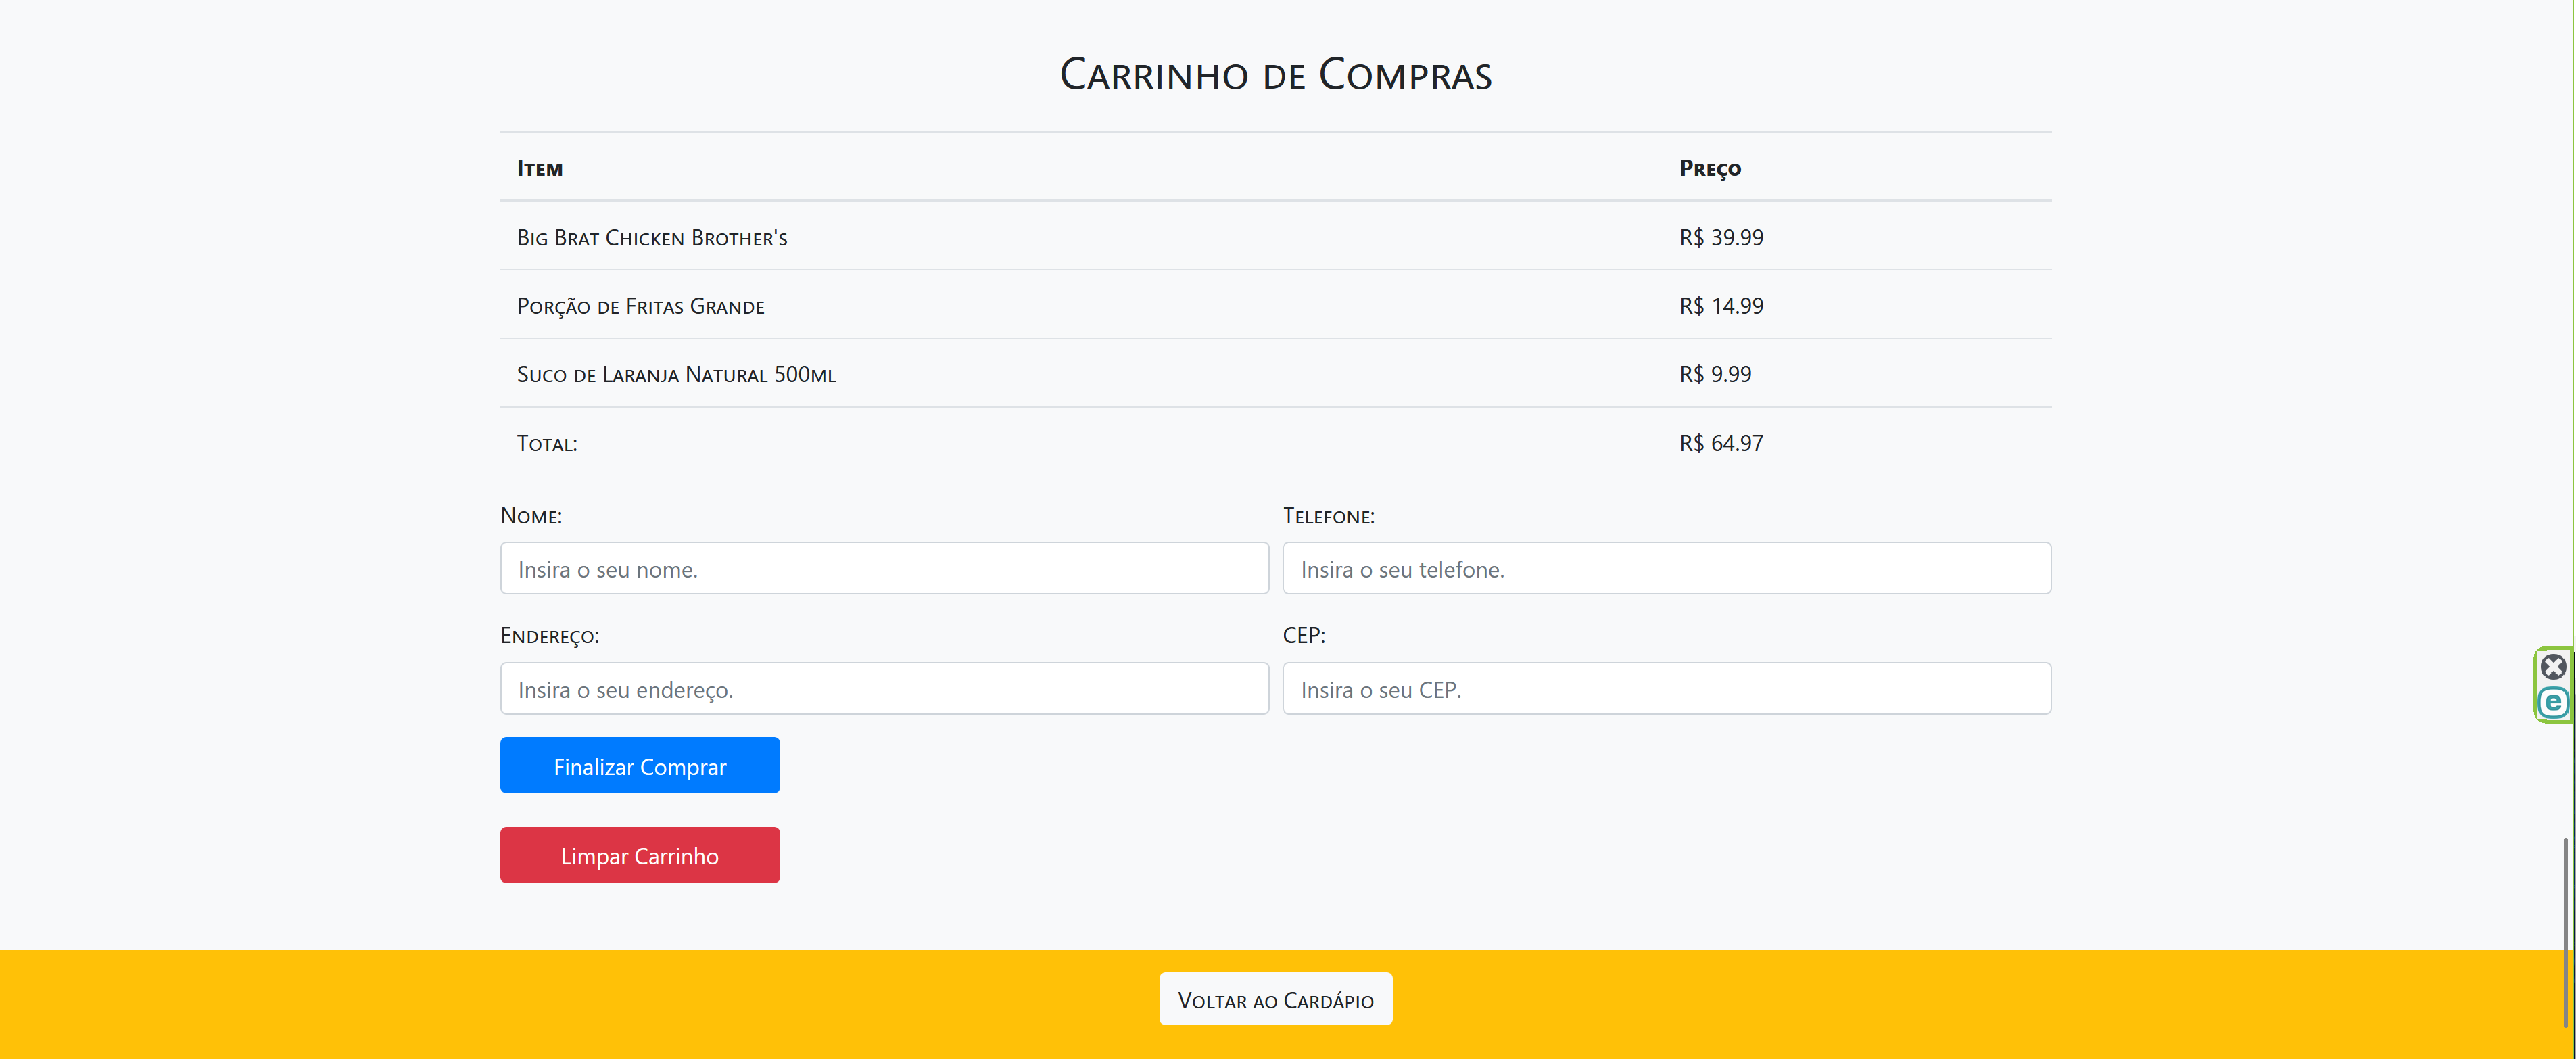 Carrinho de Compras
Item Preço
Big Brat Chicken Brother's R$ 39.99
Porção de Fritas Grande R$ 14.99
Suco de Laranja Natural 500ml R$ 9.99
Total: R$ 64.97
Nome: Telefone:
Insira o seu nome. Insira o seu telefone.
Endereço: CEP:
Insira o seu endereço. Insira o seu CEP.
Finalizar Comprar
Limpar Carrinho
Voltar ao Cardápio
e